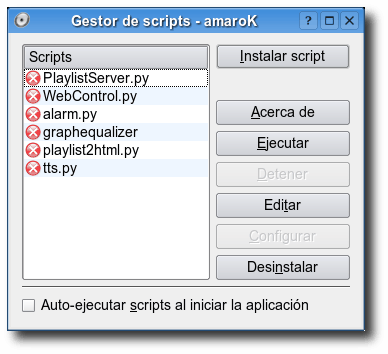 Gestor de scripts - amaroK
Scripts
PlaylistServer.py
WebControl.py
alarm.py
graphequalizer
playlist2html.py
tts.py
Instalar script
Acerca de
Ejecutar
Detener
Editar
Configurar
Desinstalar
Auto-ejecutar scripts al iniciar la aplicación